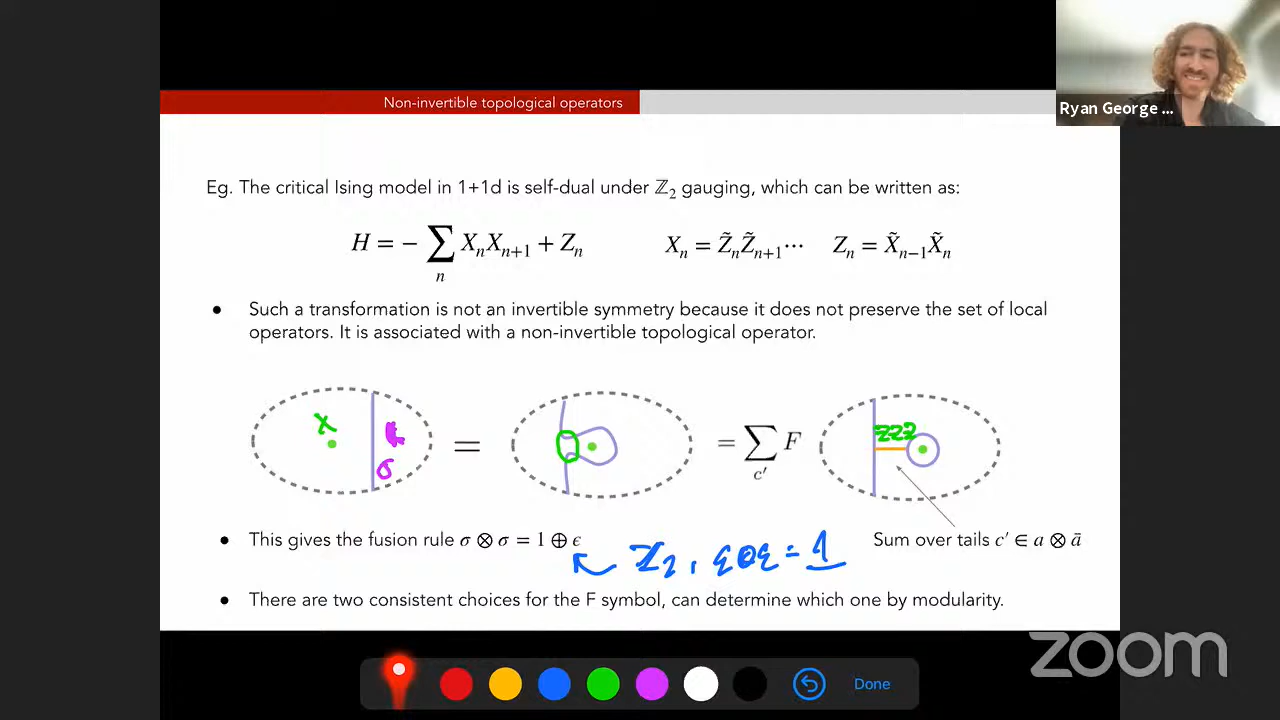 Ryan George ...
Non-invertible topological operators
Eg. The critical Ising model in 1+1d is self-dual under ℤ₂ gauging, which can be written as:
H = − ∑ₙ XₙXₙ₊₁ + Zₙ    Xₙ = Z̃ₙZ̃ₙ₊₁⋯    Zₙ = X̃ₙ₋₁X̃ₙ
• Such a transformation is not an invertible symmetry because it does not preserve the set of local
operators. It is associated with a non-invertible topological operator.
X
σ
=
= ∑ F
c′
ZZZ
• This gives the fusion rule σ ⊗ σ = 1 ⊕ ϵ
ℤ₂, ε⊗ε = 1
Sum over tails c′ ∈ a ⊗ ā
• There are two consistent choices for the F symbol, can determine which one by modularity.
zoom
Done